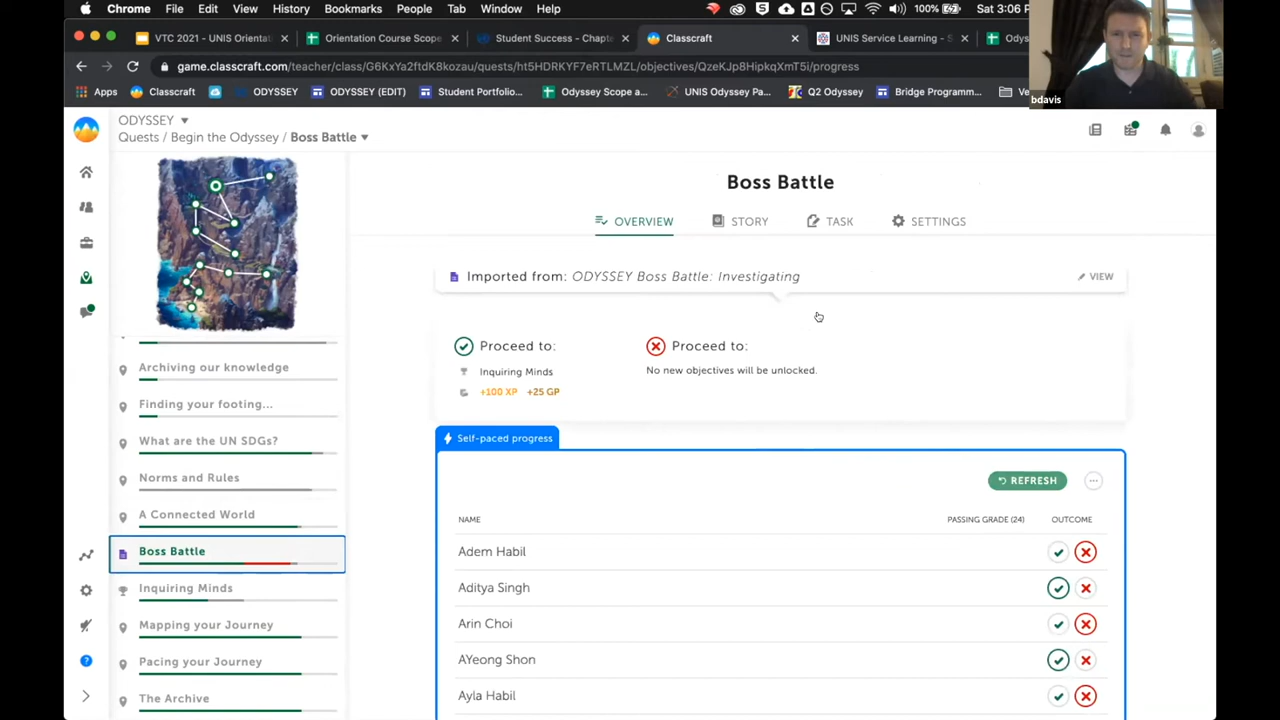 Chrome File Edit View History Bookmarks People Tab Window Help 100% Sat 3:06 PM
VTC 2021 - UNIS Orientat
Orientation Course Scope
Student Success - Chapte
Classcraft
UNIS Service Learning - S
Odys
game.classcraft.com/teacher/class/G6kxYa2ftGt8kozaj/quests/t5HDRKYF7eRTLMZL/objectives/QzeKJp8HipkqXmT5i/progress
Apps Classcraft ODYSSEY ODYSSEY (EDIT) Student Portfolio... Odyssey Scope a... UNIS Odyssey Pa... Q2 Odyssey Bridge Programm... Ve
bdavis
ODYSSEY
Quests / Begin the Odyssey / Boss Battle
Boss Battle
OVERVIEW STORY TASK SETTINGS
Imported from: ODYSSEY Boss Battle: Investigating VIEW
Proceed to: Proceed to:
Inquiring Minds No new objectives will be unlocked.
+100 XP +25 GP
Self-paced progress
REFRESH
NAME PASSING GRADE (24) OUTCOME
Adem Habil
Aditya Singh
Arin Choi
AYeong Shon
Ayla Habil
Archiving our knowledge
Finding your footing...
What are the UN SDGs?
Norms and Rules
A Connected World
Boss Battle
Inquiring Minds
Mapping your Journey
Pacing your Journey
The Archive